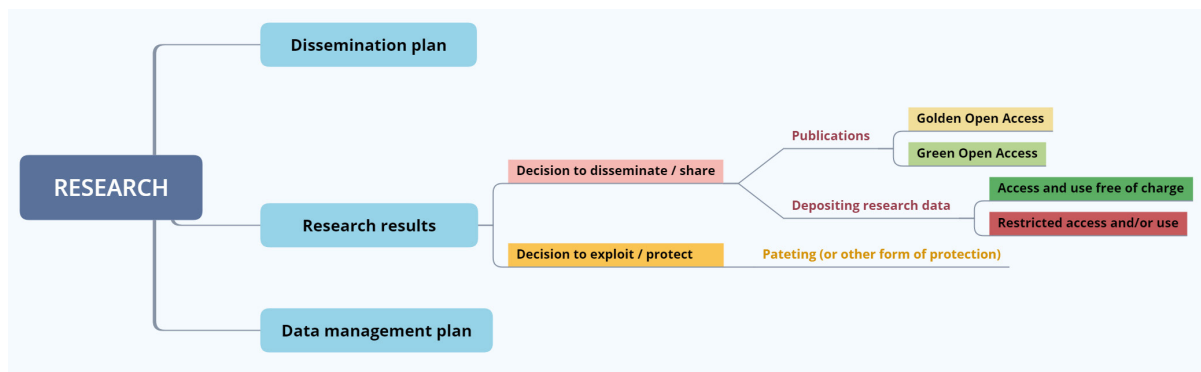 Dissemination plan
RESEARCH
Research results
Data management plan
Decision to disseminate / share
Publications
Golden Open Access
Green Open Access
Depositing research data
Access and use free of charge
Restricted access and/or use
Decision to exploit / protect
Pateting (or other form of protection)